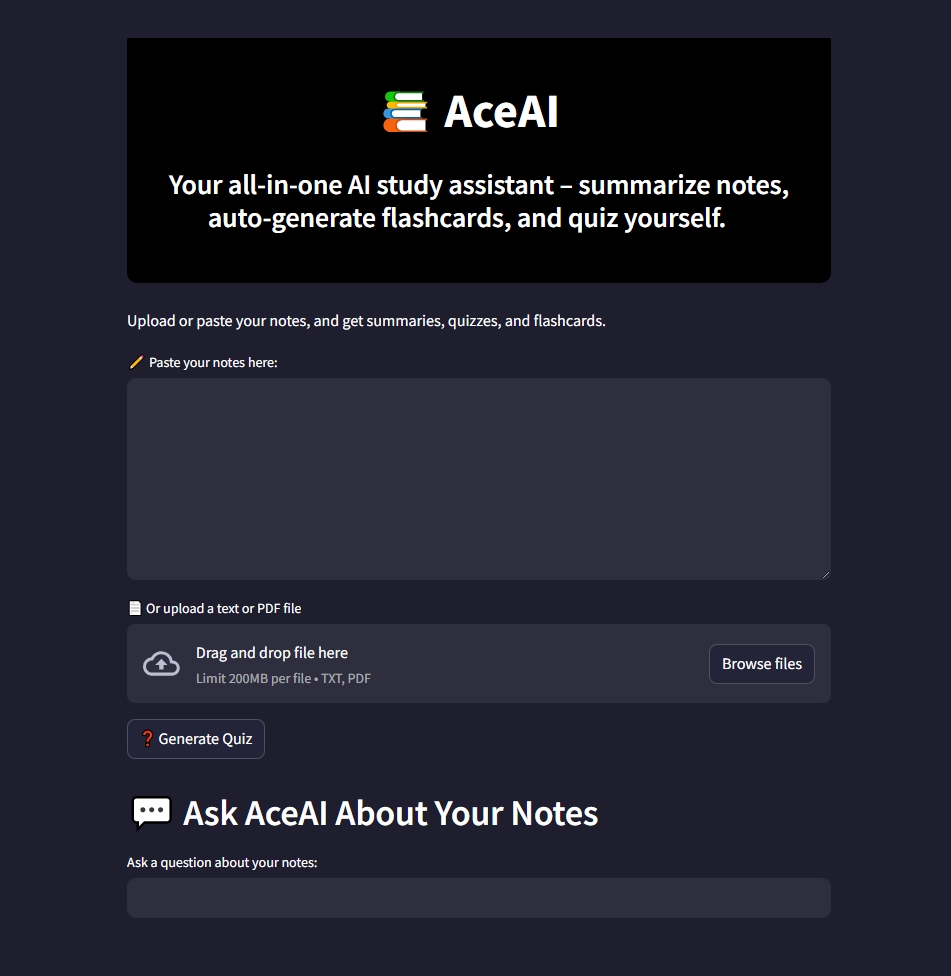 📚 AceAI
Your all-in-one AI study assistant – summarize notes,
auto-generate flashcards, and quiz yourself.
Upload or paste your notes, and get summaries, quizzes, and flashcards.
✏️ Paste your notes here:
📄 Or upload a text or PDF file
Drag and drop file here
Limit 200MB per file • TXT, PDF
Browse files
❓ Generate Quiz
💬 Ask AceAI About Your Notes
Ask a question about your notes: